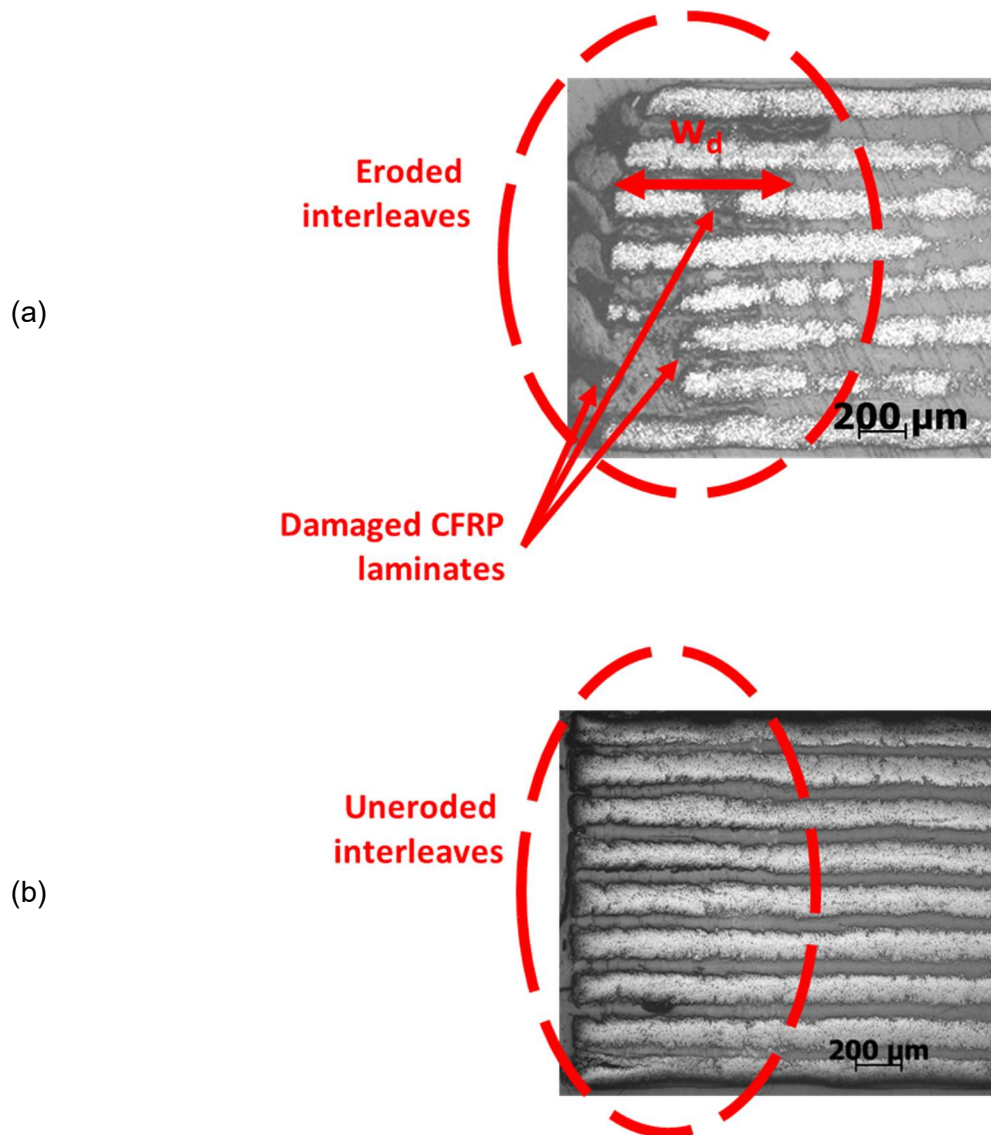 W_d
Eroded
interleaves
(a)
200 μm
Damaged CFRP
laminates
Uneroded
interleaves
(b)
200 μm